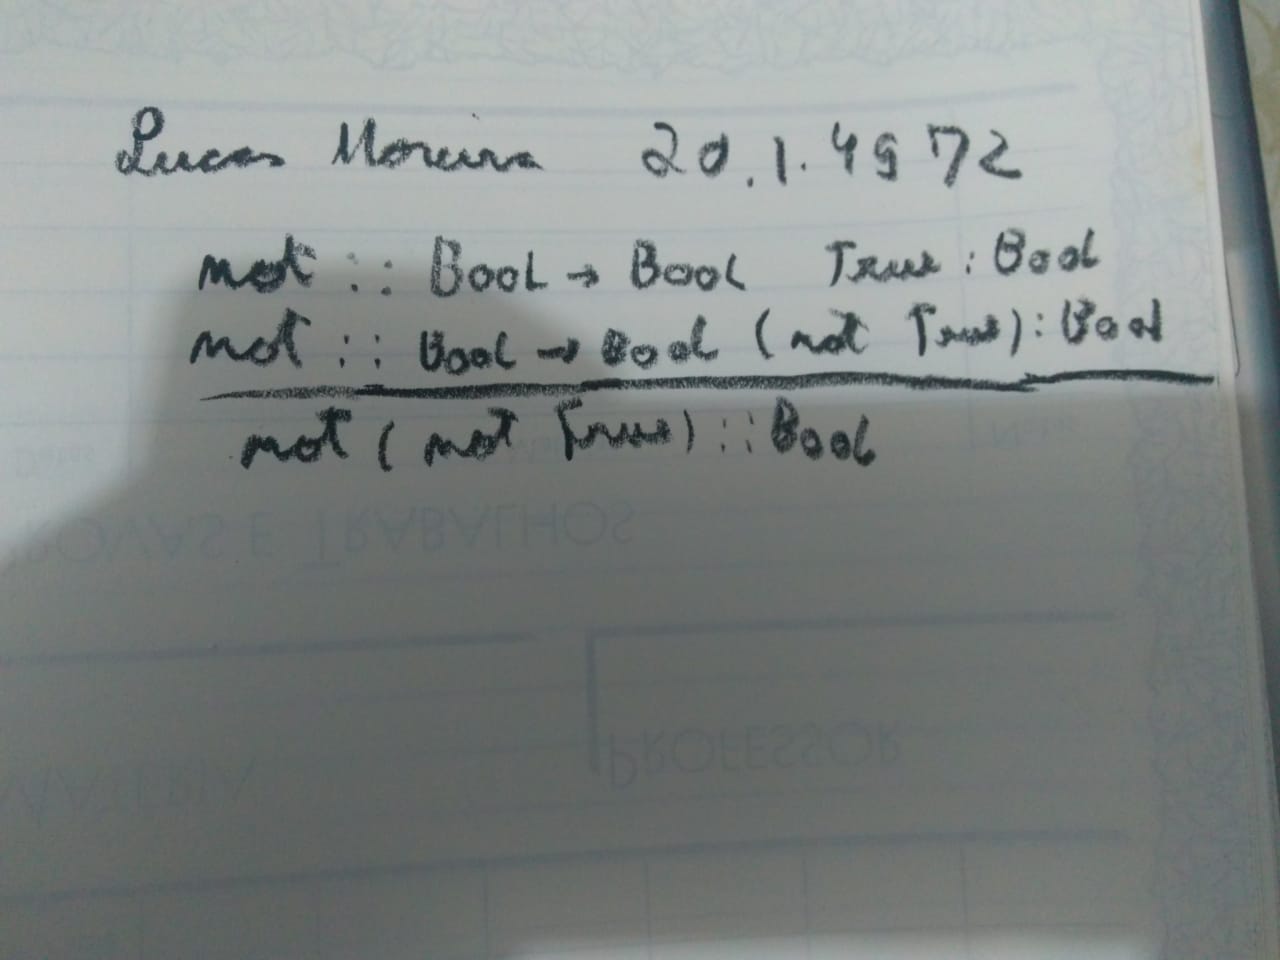 Lucas Moreira 20.1.4972
not :: Bool → Bool True : Bool
not :: Bool → Bool (not True) : Bool
not ( not True) :: Bool
PROVAS E TRABALHOS
PROFESSOR
MATÉRIA